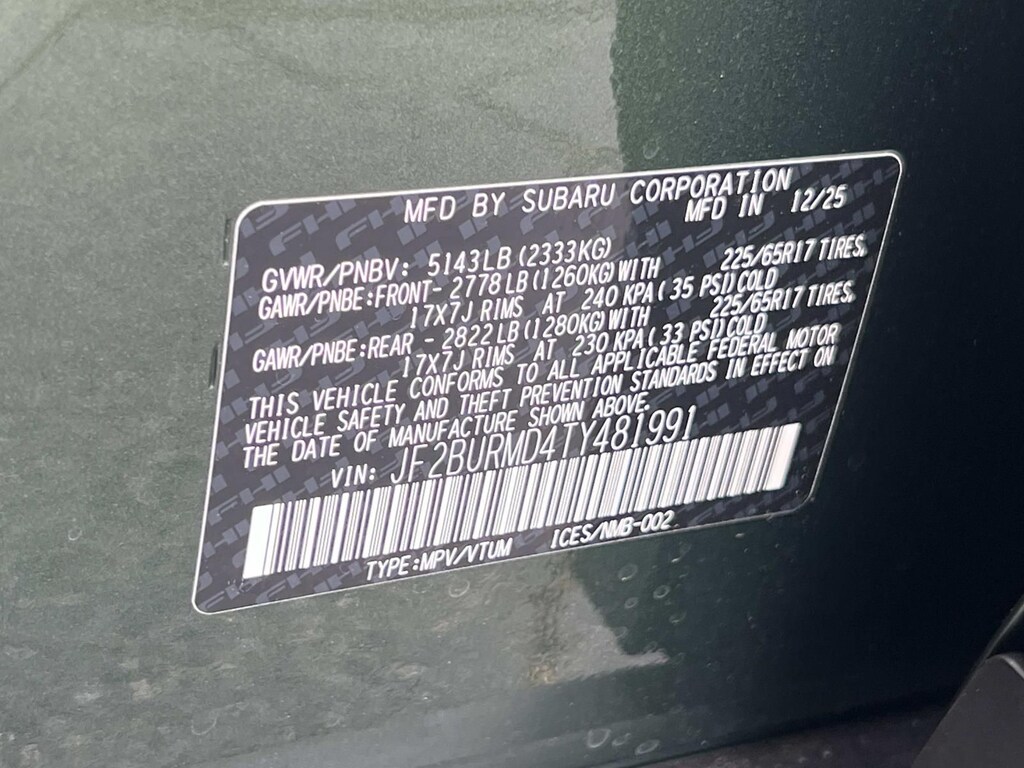 MFD BY SUBARU CORPORATION
MFD IN 12/25
GVWR/PNBV: 5143LB(2333KG)
GAWR/PNBE:FRONT- 2778LB(1260KG)WITH 225/65R17 TIRES,
17X7J RIMS AT 240 KPA( 35 PSI)COLD
GAWR/PNBE:REAR - 2822LB(1280KG)WITH 225/65R17 TIRES,
17X7J RIMS AT 230 KPA( 33 PSI)COLD
THIS VEHICLE CONFORMS TO ALL APPLICABLE FEDERAL MOTOR
VEHICLE SAFETY AND THEFT PREVENTION STANDARDS IN EFFECT ON
THE DATE OF MANUFACTURE SHOWN ABOVE.
VIN: JF2BURMD4TY481991
TYPE:MPV/VTUM ICES/NMB-002